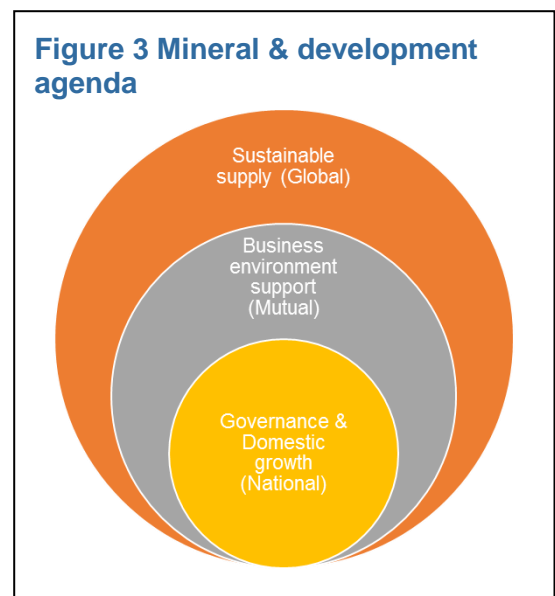 Figure 3 Mineral & development
agenda
Sustainable
supply (Global)
Business
environment
support
(Mutual)
Governance &
Domestic
growth
(National)